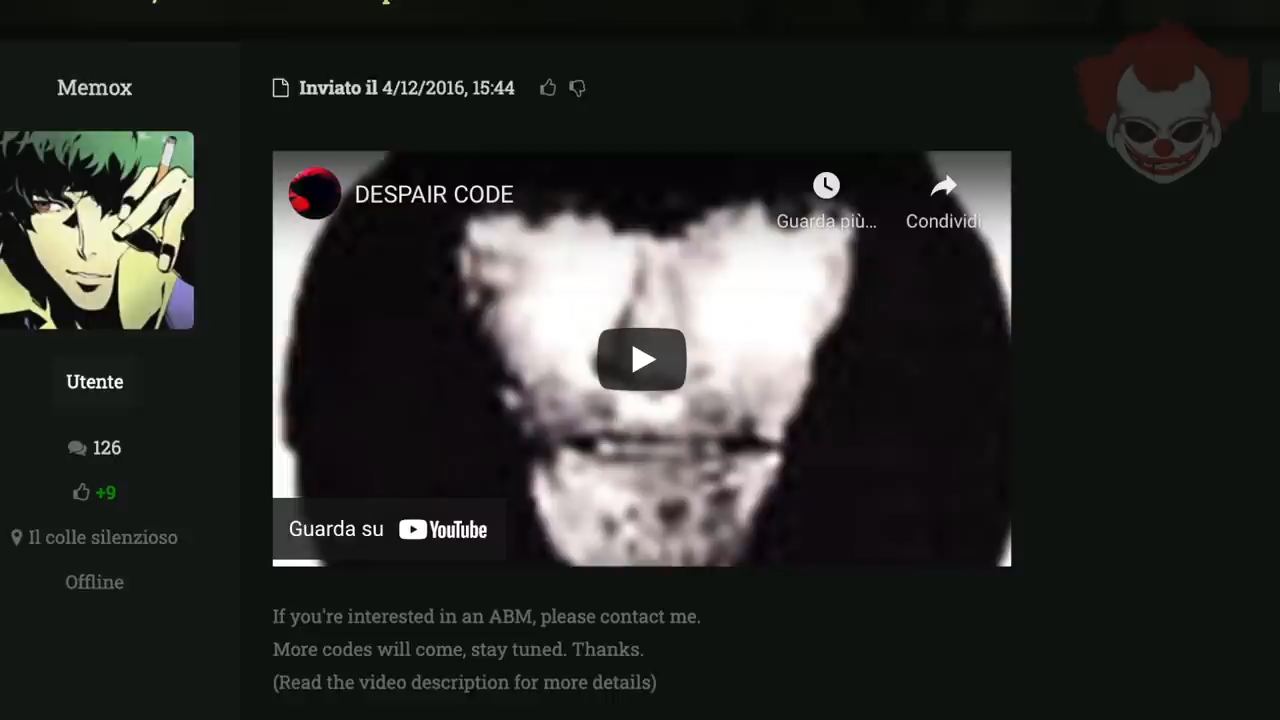 Memox
Inviato il 4/12/2016, 15:44
DESPAIR CODE
Guarda più...
Condividi
Utente
126
+9
Guarda su YouTube
Il colle silenzioso
Offline
If you're interested in an ABM, please contact me.
More codes will come, stay tuned. Thanks.
(Read the video description for more details)